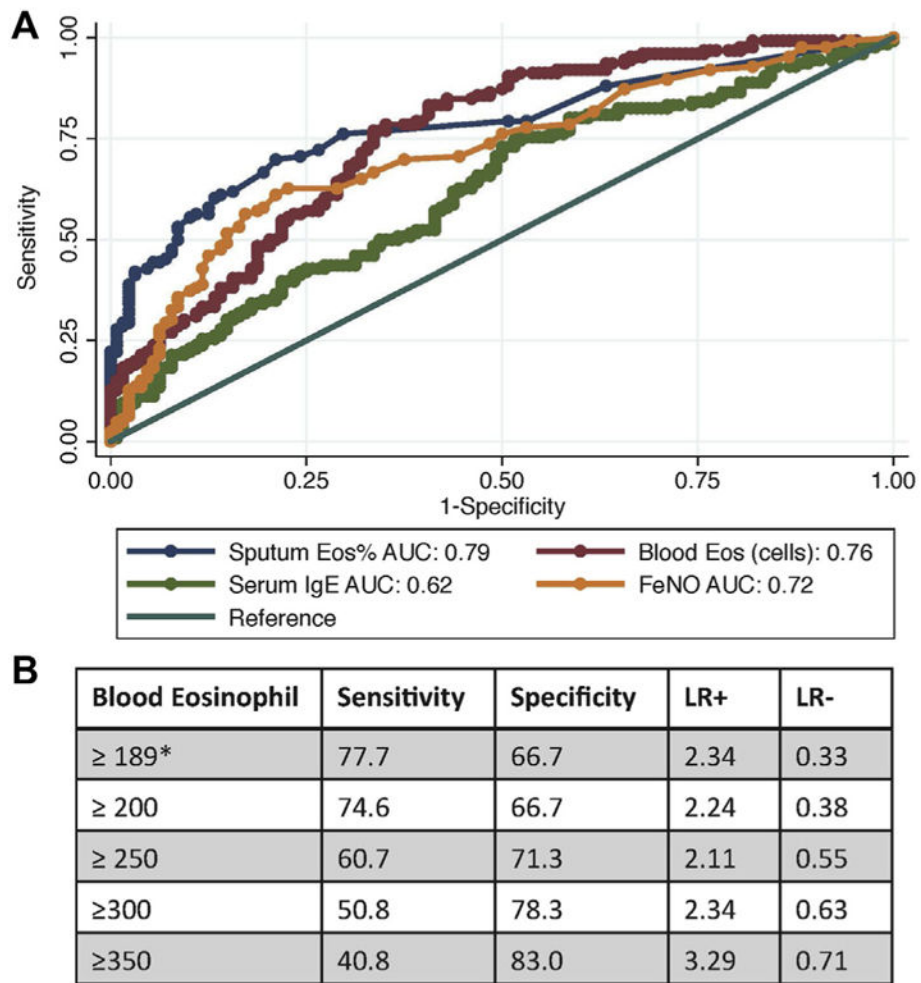 A
Sensitivity
1.00
0.75
0.50
0.25
0.00
0.00 0.25 0.50 0.75 1.00
1-Specificity
Sputum Eos% AUC: 0.79 Blood Eos (cells): 0.76
Serum IgE AUC: 0.62 FeNO AUC: 0.72
Reference
B
Blood Eosinophil Sensitivity Specificity LR+ LR-
≥ 189* 77.7 66.7 2.34 0.33
≥ 200 74.6 66.7 2.24 0.38
≥ 250 60.7 71.3 2.11 0.55
≥300 50.8 78.3 2.34 0.63
≥350 40.8 83.0 3.29 0.71